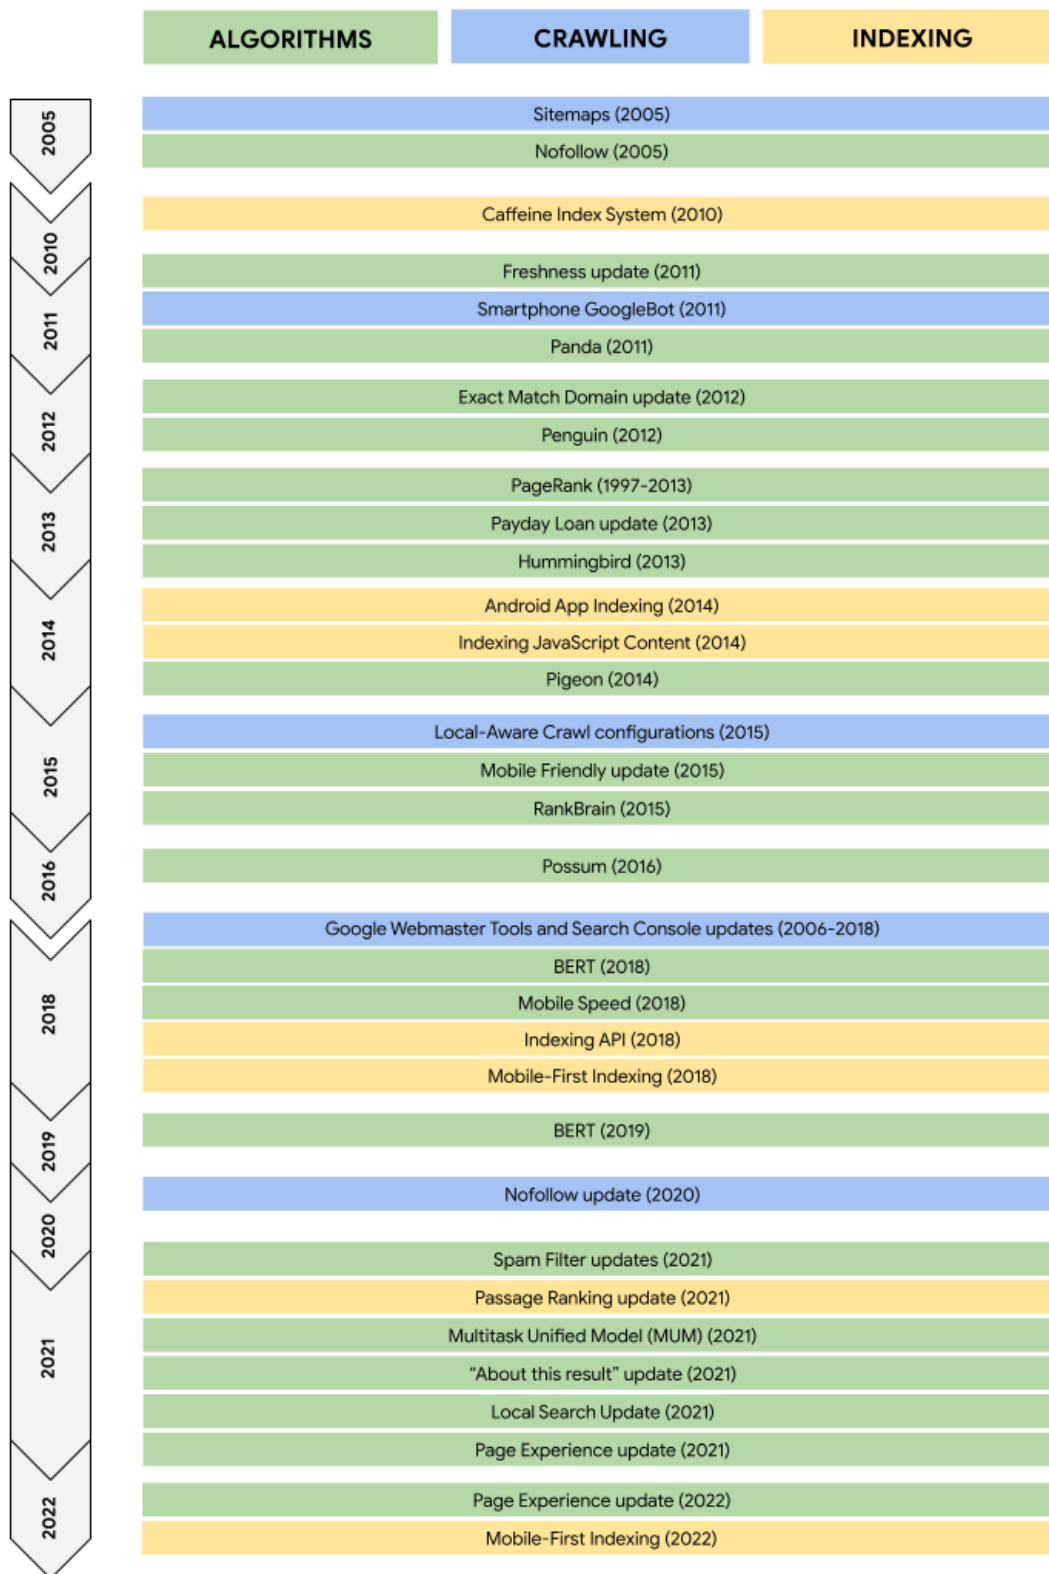 ALGORITHMS CRAWLING INDEXING
2005
Sitemaps (2005)
Nofollow (2005)
2010
Caffeine Index System (2010)
2011
Freshness update (2011)
Smartphone GoogleBot (2011)
Panda (2011)
2012
Exact Match Domain update (2012)
Penguin (2012)
2013
PageRank (1997-2013)
Payday Loan update (2013)
Hummingbird (2013)
2014
Android App Indexing (2014)
Indexing JavaScript Content (2014)
Pigeon (2014)
2015
Local-Aware Crawl configurations (2015)
Mobile Friendly update (2015)
RankBrain (2015)
2016
Possum (2016)
2018
Google Webmaster Tools and Search Console updates (2006-2018)
BERT (2018)
Mobile Speed (2018)
Indexing API (2018)
Mobile-First Indexing (2018)
2019
BERT (2019)
2020
Nofollow update (2020)
2021
Spam Filter updates (2021)
Passage Ranking update (2021)
Multitask Unified Model (MUM) (2021)
“About this result” update (2021)
Local Search Update (2021)
Page Experience update (2021)
2022
Page Experience update (2022)
Mobile-First Indexing (2022)